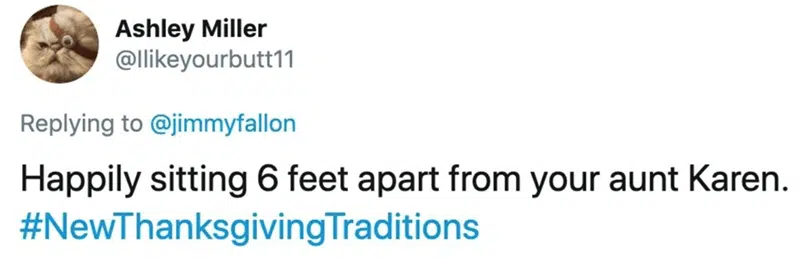 Ashley Miller
@llikeyourbutt11
Replying to @jimmyfallon
Happily sitting 6 feet apart from your aunt Karen.
#NewThanksgivingTraditions